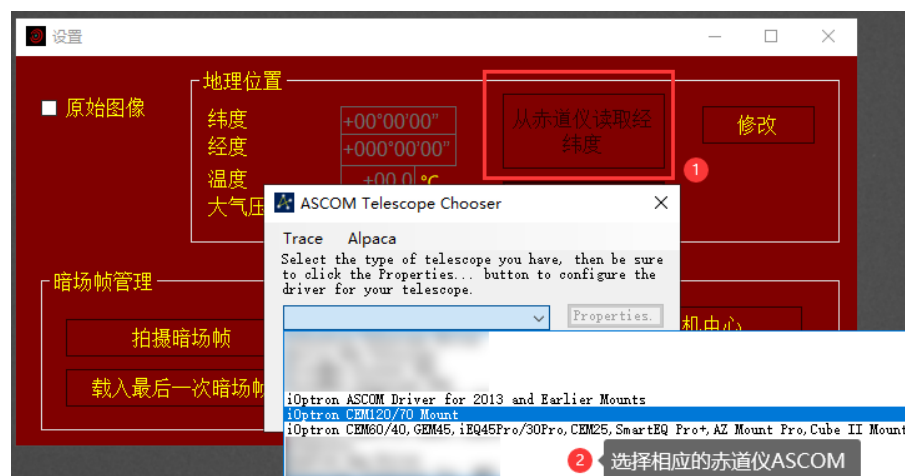 设置
原始图像
地理位置
纬度
+00°00'00"
经度
+000°00'00"
温度
+00.0 °C
大气压
从赤道仪读取经
纬度
修改
1
ASCOM Telescope Chooser
Trace Alpaca
Select the type of telescope you have, then be sure
to click the Properties... button to configure the
driver for your telescope.
Properties.
暗场帧管理
拍摄暗场帧
载入最后一次暗场帧
机中心
iOptron ASCOM Driver for 2013 and Earlier Mounts
iOptron CEM120/70 Mount
iOptron CEM60/40, GEM45, iEQ45Pro/30Pro, CEM25, SmartEQ Pro+, AZ Mount Pro, Cube II Mount
2 选择相应的赤道仪ASCOM